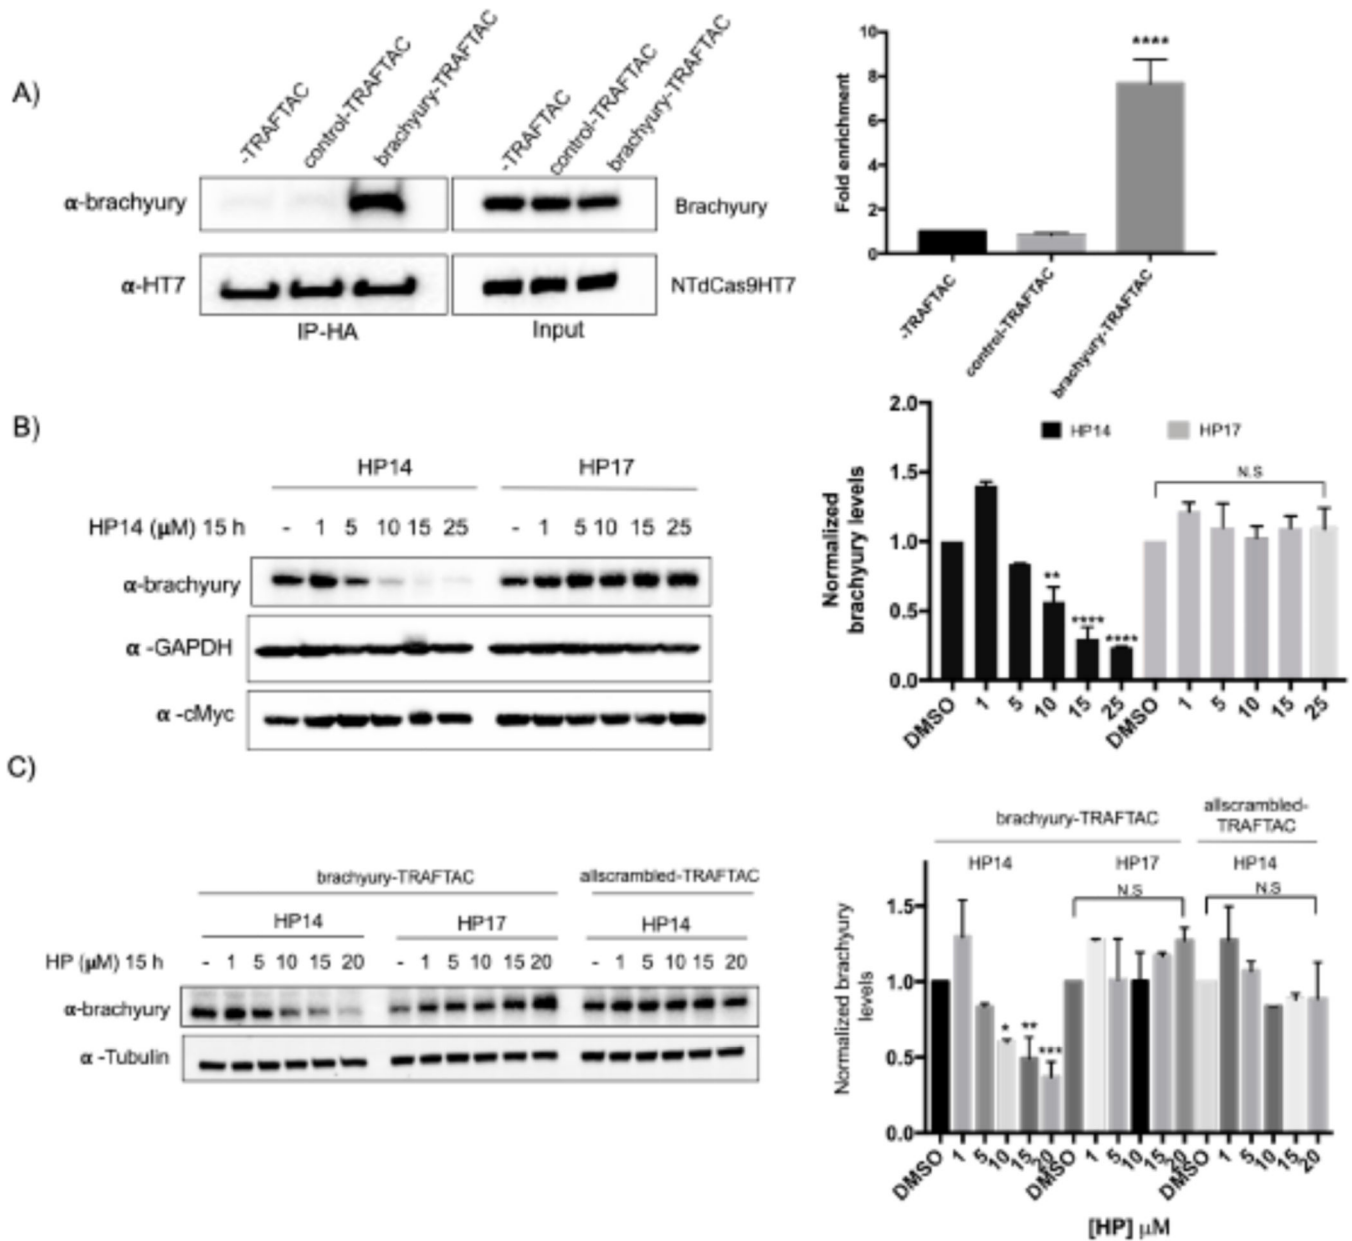 A)
-TRAFTAC
control-TRAFTAC
brachyury-TRAFTAC
-TRAFTAC
control-TRAFTAC
brachyury-TRAFTAC
α-brachyury
Brachyury
α-HT7
NTdCas9HT7
IP-HA
Input
Fold enrichment
10
8
6
4
2
0
****
-TRAFTAC
control-TRAFTAC
brachyury-TRAFTAC
B)
HP14
HP17
HP14 (μM) 15 h - 1 5 10 15 25 - 1 5 10 15 25
α-brachyury
α -GAPDH
α -cMyc
Normalized
brachyury levels
2.0
1.5
1.0
0.5
0.0
HP14
HP17
N.S
**
****
****
DMSO 1 5 10 15 25 DMSO 1 5 10 15 25
C)
brachyury-TRAFTAC
allscrambled-TRAFTAC
HP14
HP17
HP14
HP (μM) 15 h - 1 5 10 15 20 - 1 5 10 15 20 - 1 5 10 15 20
α-brachyury
α -Tubulin
brachyury-TRAFTAC
allscrambled-
TRAFTAC
HP14
HP17
HP14
N.S
N.S
Normalized brachyury
levels
1.5
1.0
0.5
0.0
*
**
***
DMSO 1 5 10 15 20 DMSO 1 5 10 15 20 DMSO 1 5 10 15 20
[HP] μM